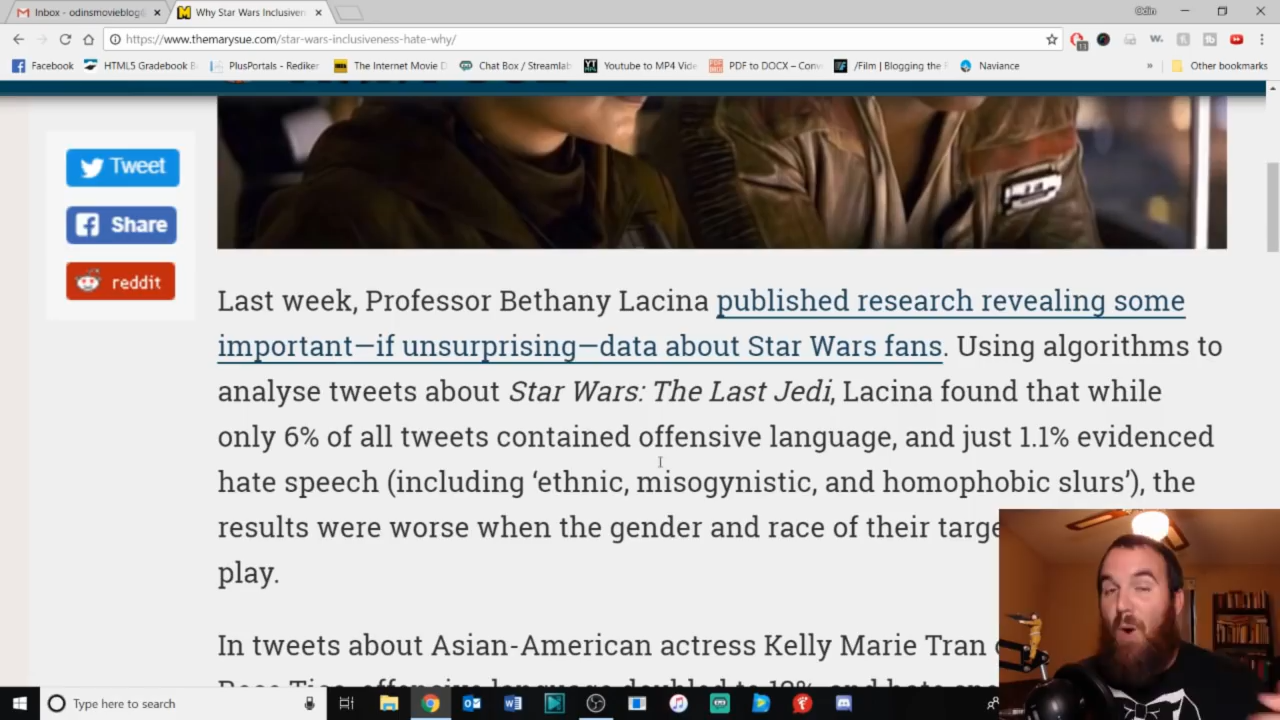 Inbox - odinsmovieblog@
Why Star Wars Inclusiven
Odin
https://www.themarysue.com/star-wars-inclusiveness-hate-why/
Facebook
HTML5 Gradebook
PlusPortals - Rediker
The Internet Movie D
Chat Box / Streamlab
Youtube to MP4 Vide
PDF to DOCX – Conv
/Film | Blogging the
Naviance
»
Other bookmarks
Tweet
Share
reddit
Last week, Professor Bethany Lacina published research revealing some
important—if unsurprising—data about Star Wars fans. Using algorithms to
analyse tweets about Star Wars: The Last Jedi, Lacina found that while
only 6% of all tweets contained offensive language, and just 1.1% evidenced
hate speech (including ‘ethnic, misogynistic, and homophobic slurs’), the
results were worse when the gender and race of their targe
play.
In tweets about Asian-American actress Kelly Marie Tran
Type here to search